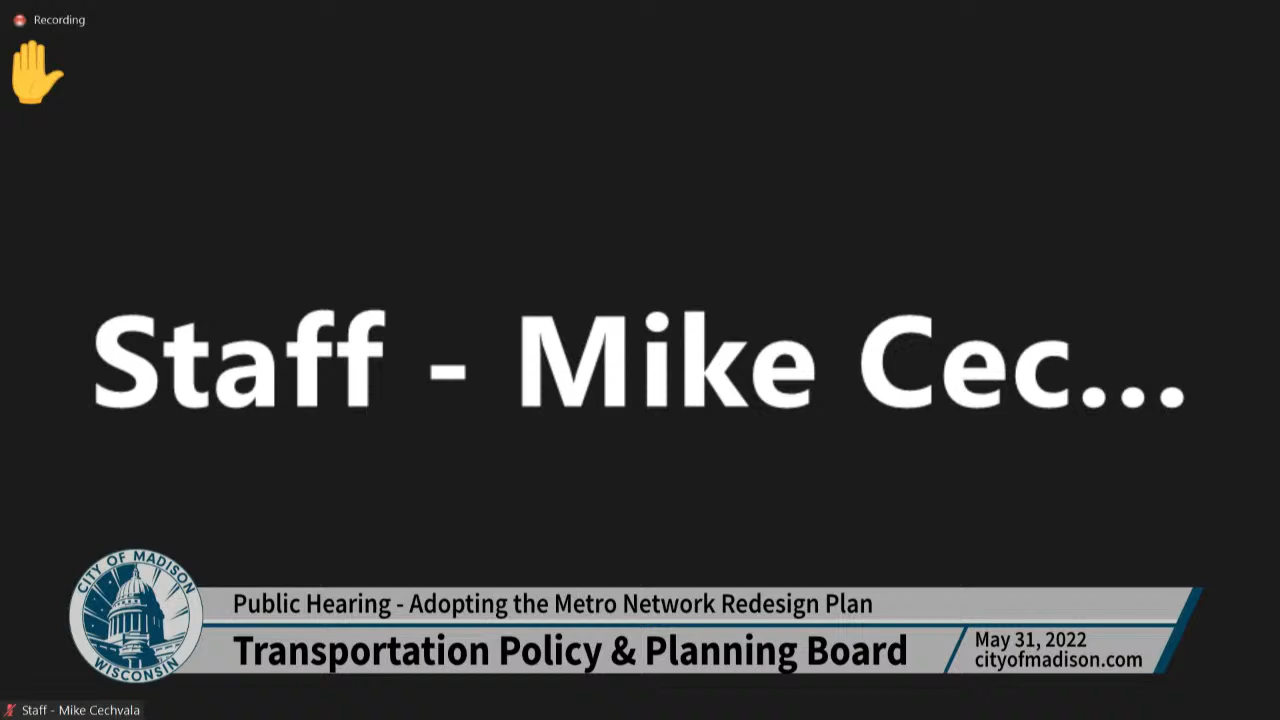 Recording
Staff - Mike Cec...
CITY OF MADISON
WISCONSIN
Public Hearing - Adopting the Metro Network Redesign Plan
Transportation Policy & Planning Board
May 31, 2022
cityofmadison.com
Staff - Mike Cechvala